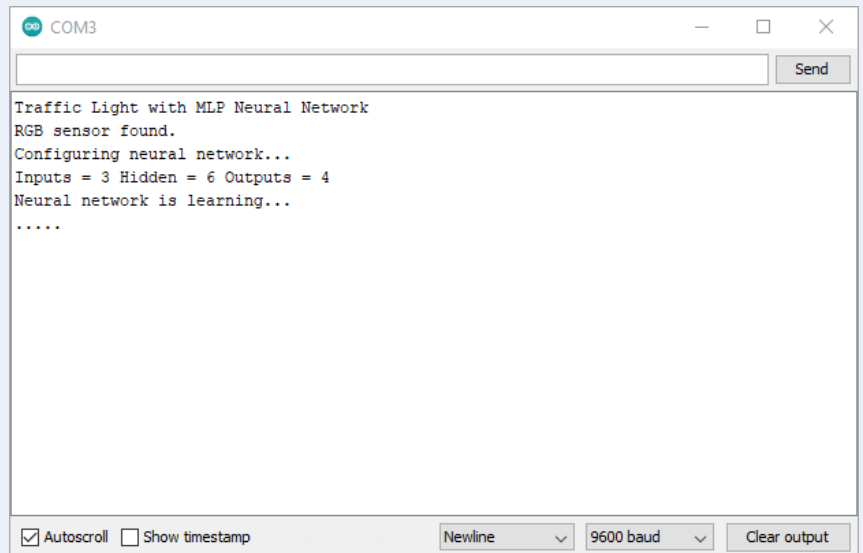 COM3
Send
Traffic Light with MLP Neural Network
RGB sensor found.
Configuring neural network...
Inputs = 3 Hidden = 6 Outputs = 4
Neural network is learning...
.....
Autoscroll Show timestamp Newline 9600 baud Clear output